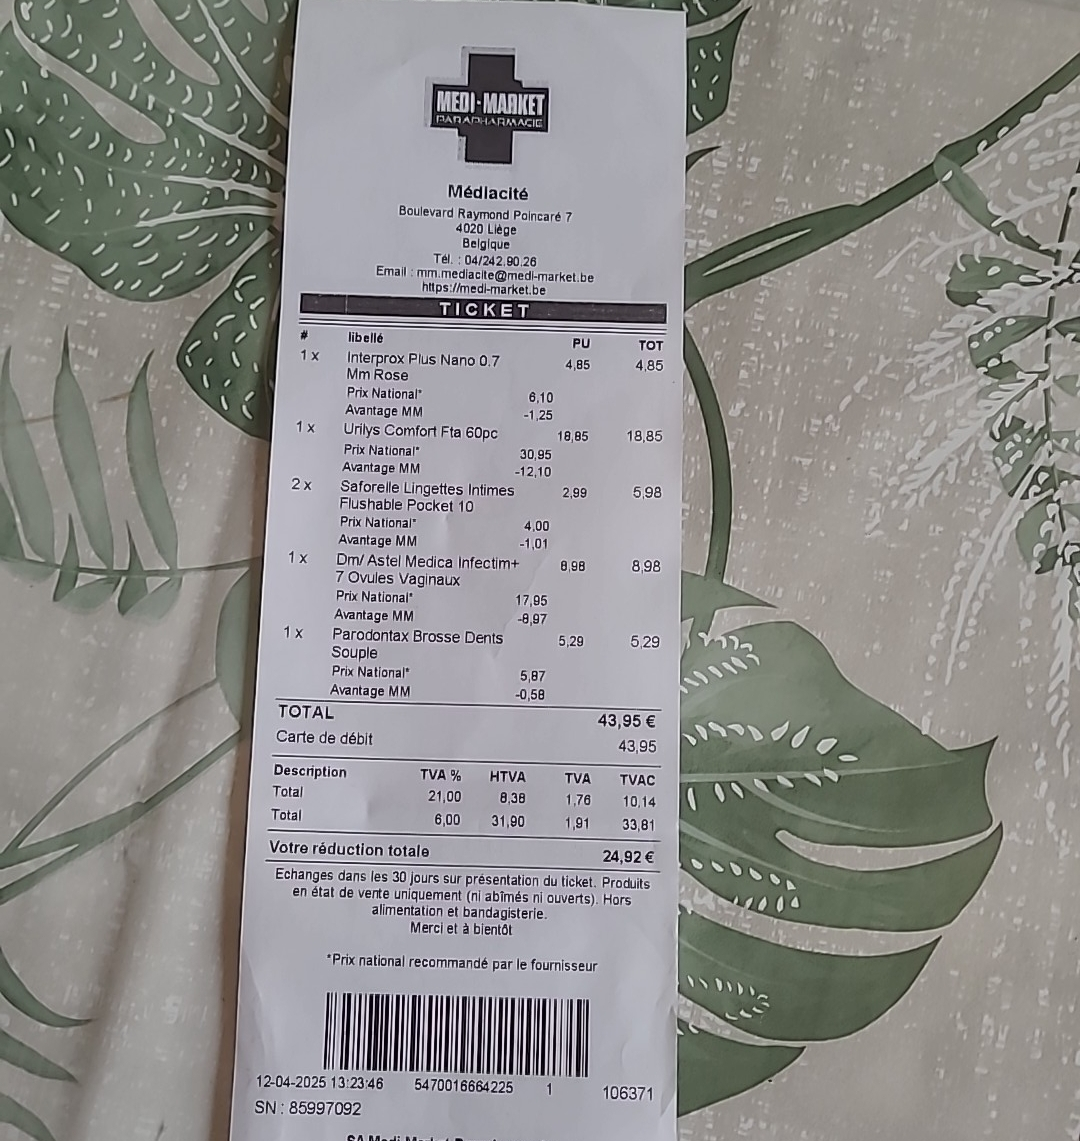 MEDI-MARKET
PARAPHARMACIE
Médiacité
Boulevard Raymond Poincaré 7
4020 Liège
Belgique
Tél. : 04/242.90.26
Email : mm.mediacite@medi-market.be
https://medi-market.be
TICKET
# libellé PU TOT
1 x Interprox Plus Nano 0.7 4,85 4,85
Mm Rose
Prix National* 6,10
Avantage MM -1,25
1 x Urilys Comfort Fta 60pc 18,85 18,85
Prix National* 30,95
Avantage MM -12,10
2 x Saforelle Lingettes Intimes 2,99 5,98
Flushable Pocket 10
Prix National* 4,00
Avantage MM -1,01
1 x Dm/ Astel Medica Infectim+ 8,98 8,98
7 Ovules Vaginaux
Prix National* 17,95
Avantage MM -8,97
1 x Parodontax Brosse Dents 5,29 5,29
Souple
Prix National* 5,87
Avantage MM -0,58
TOTAL 43,95 €
Carte de débit 43,95
Description TVA % HTVA TVA TVAC
Total 21,00 8,38 1,76 10,14
Total 6,00 31,90 1,91 33,81
Votre réduction totale 24,92 €
Echanges dans les 30 jours sur présentation du ticket. Produits
en état de vente uniquement (ni abîmés ni ouverts). Hors
alimentation et bandagisterie.
Merci et à bientôt
*Prix national recommandé par le fournisseur
12-04-2025 13:23:46 5470016664225 1 106371
SN : 85997092